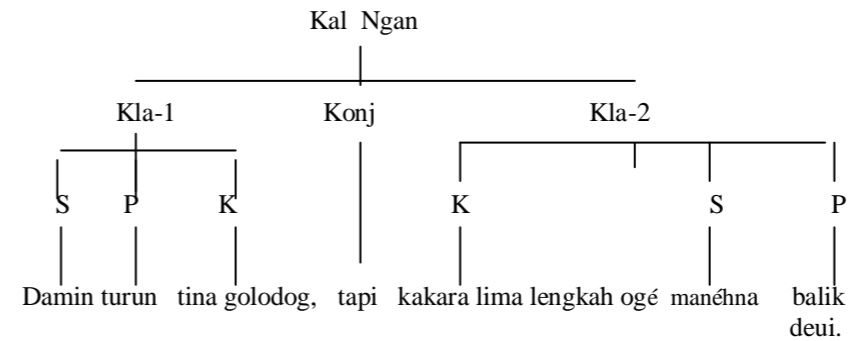 Kal Ngan
Kla-1 Konj Kla-2
S P K K S P
Damin turun tina golodog, tapi kakara lima lengkah ogé manéhna balik
deui.